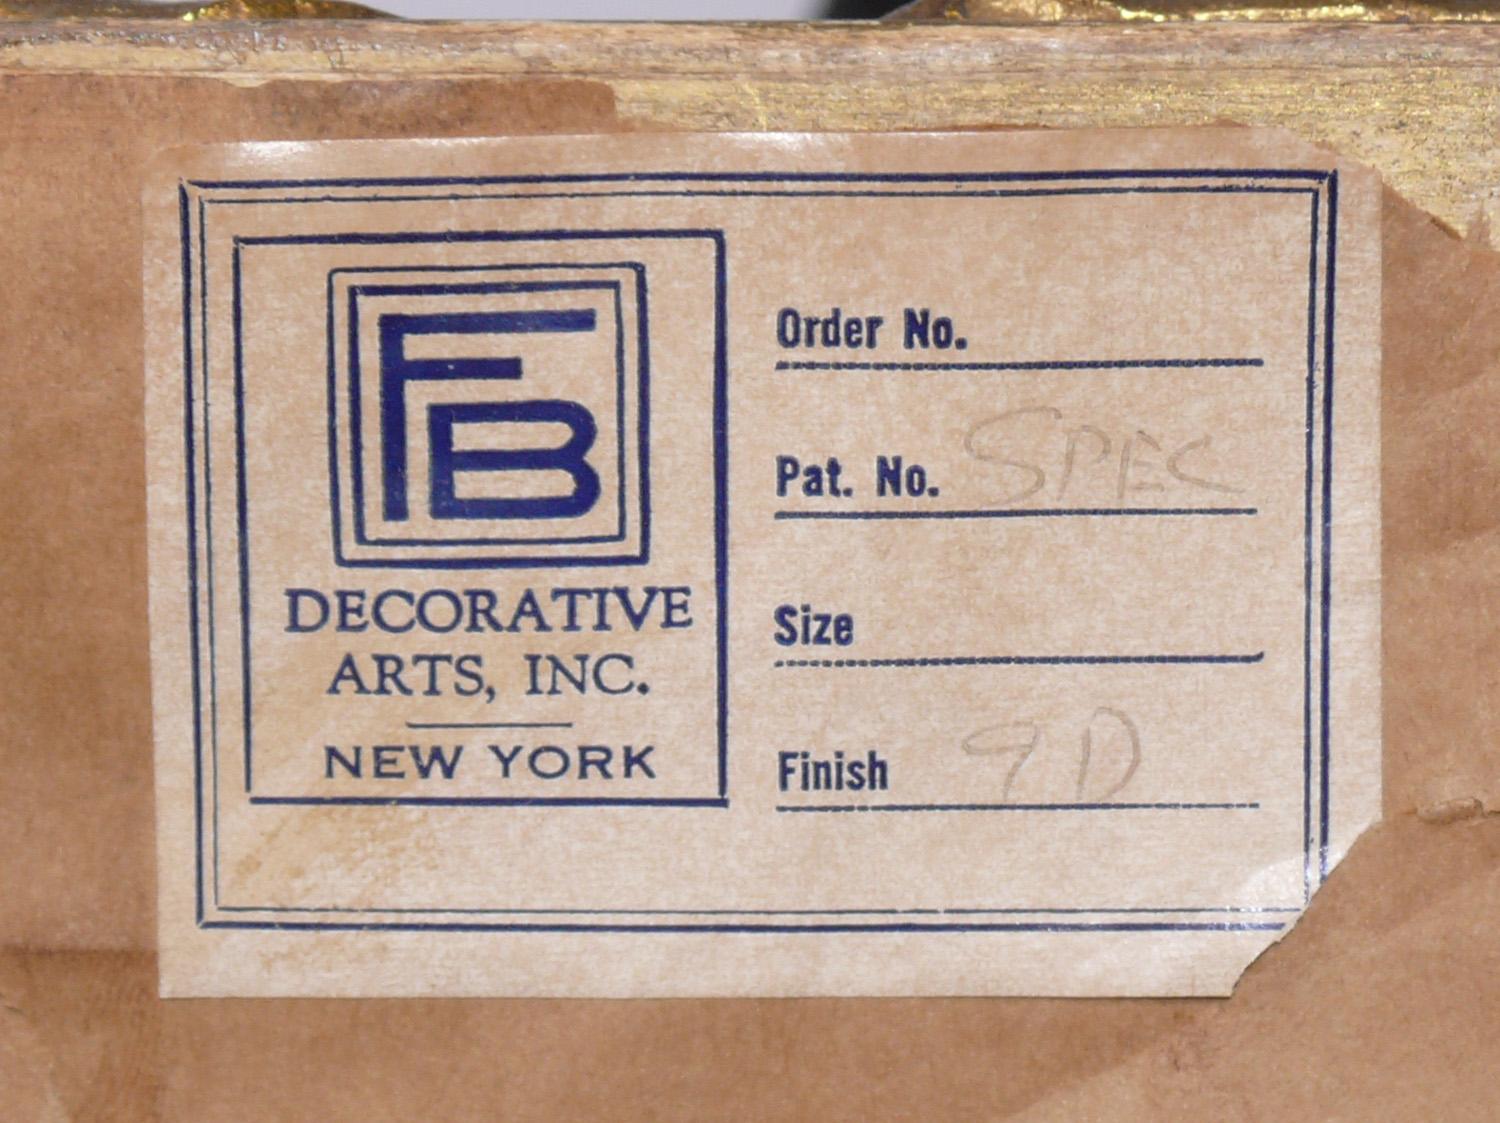 FB
DECORATIVE
ARTS, INC.
NEW YORK
Order No.
Pat. No. SPEC
Size
Finish 9D